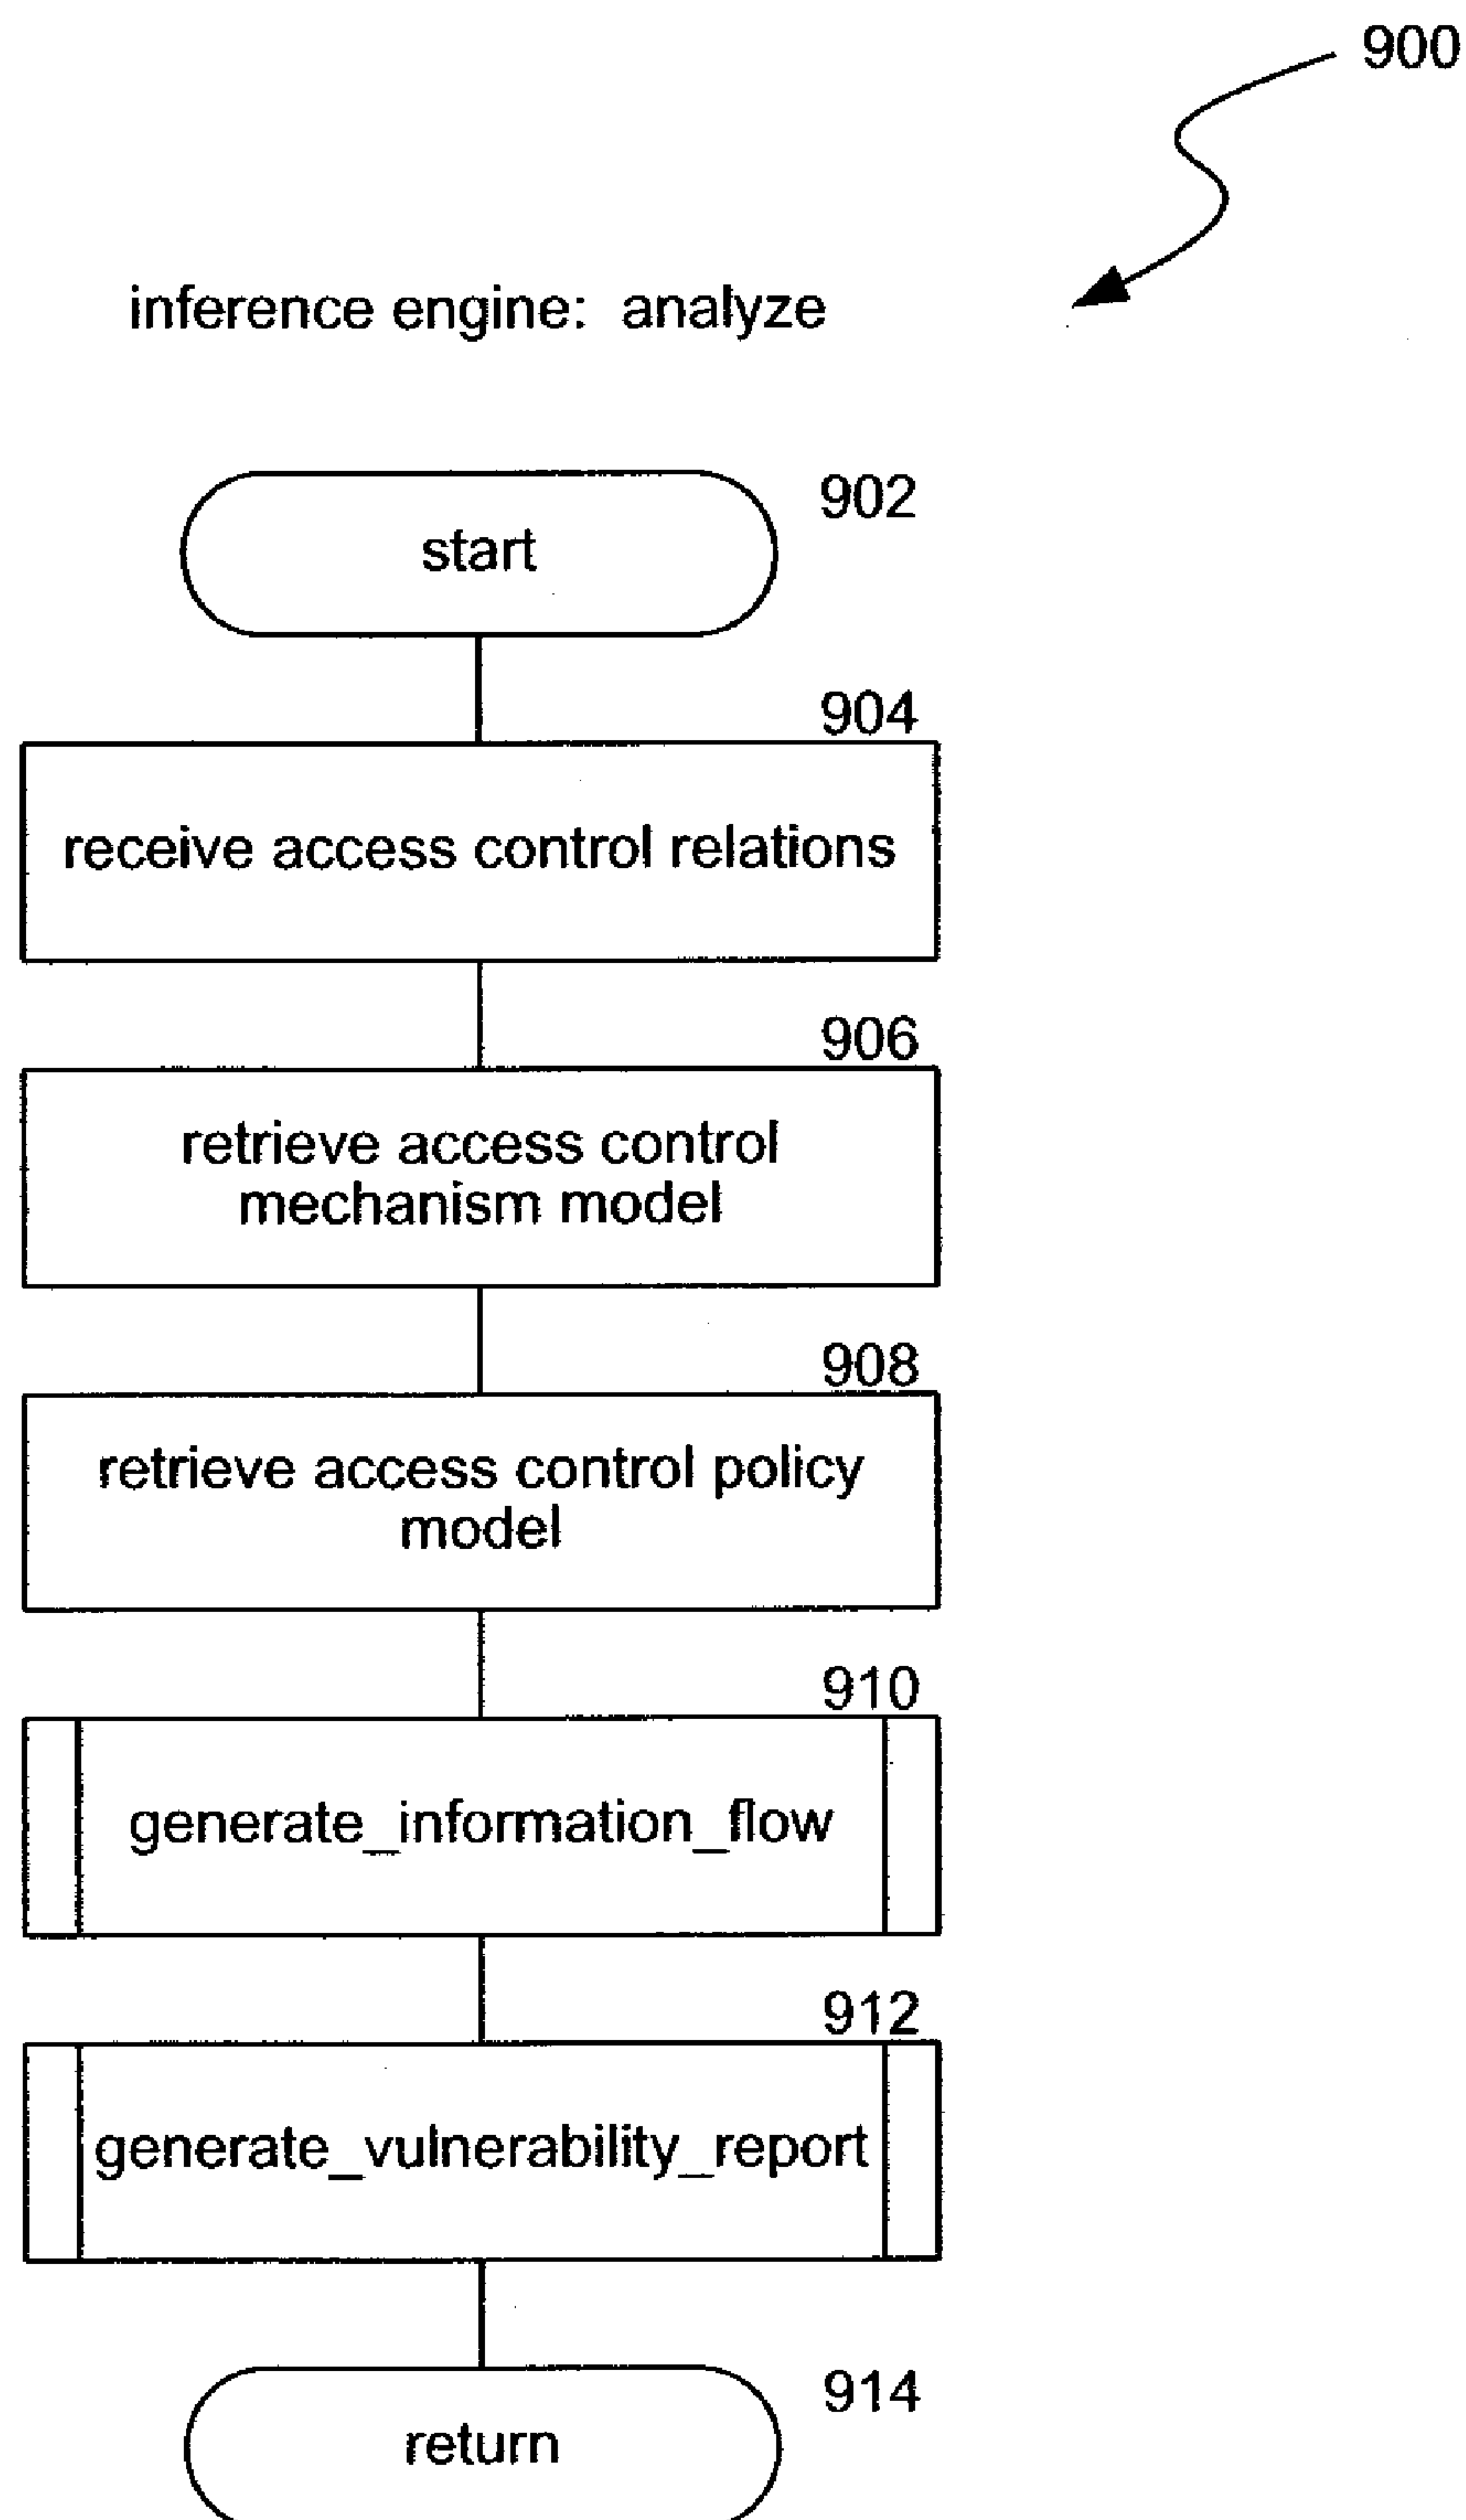 900
inference engine: analyze
902
start
904
receive access control relations
906
retrieve access control
mechanism model
908
retrieve access control policy
model
910
generate_information_flow
912
generate_vulnerability_report
914
return